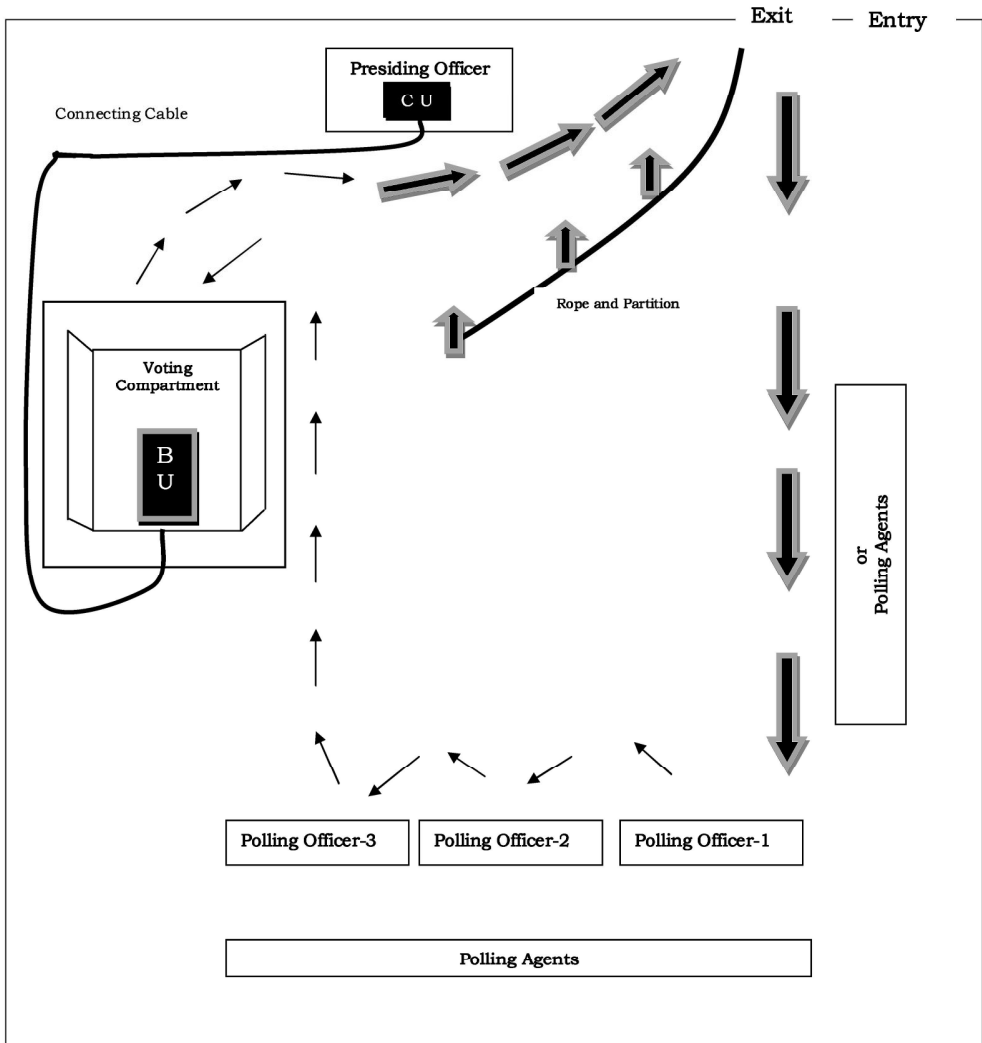 Exit
Entry
Presiding Officer
C U
Connecting Cable
Rope and Partition
Voting
Compartment
B
U
or
Polling Agents
Polling Officer-3
Polling Officer-2
Polling Officer-1
Polling Agents